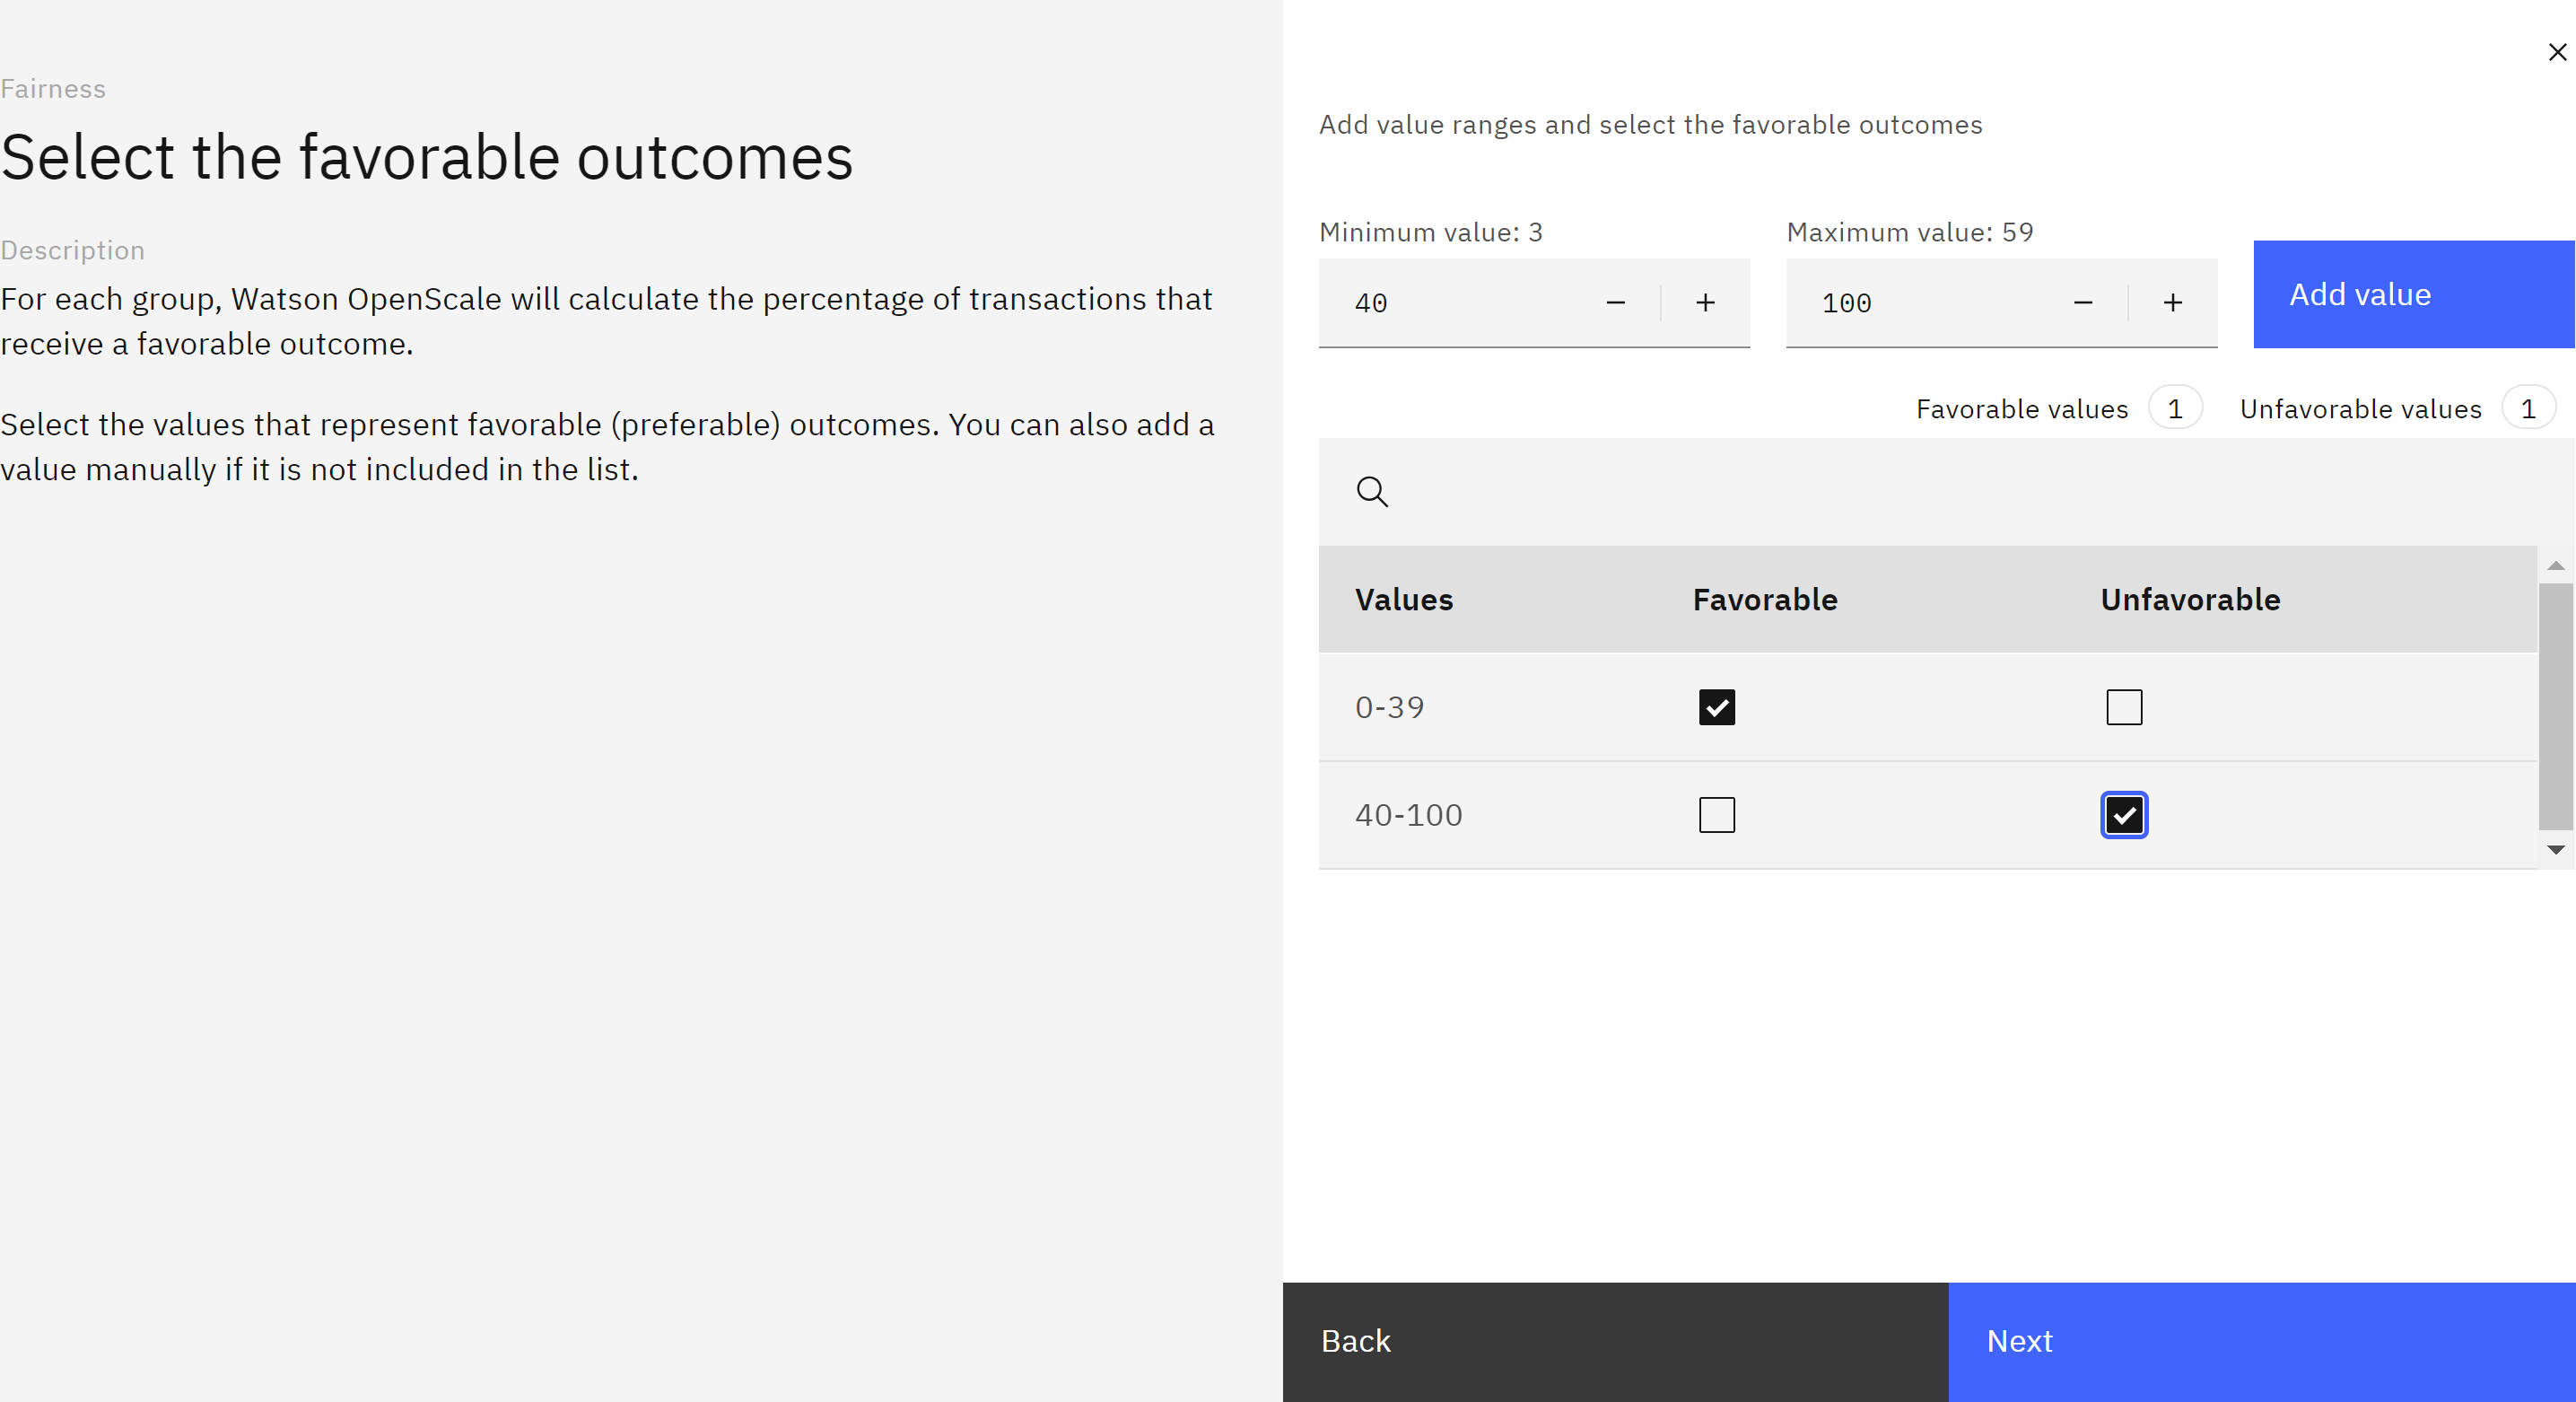 Fairness
Select the favorable outcomes
Description
For each group, Watson OpenScale will calculate the percentage of transactions that
receive a favorable outcome.
Select the values that represent favorable (preferable) outcomes. You can also add a
value manually if it is not included in the list.
Add value ranges and select the favorable outcomes
Minimum value: 3
Maximum value: 59
40
100
Add value
Favorable values 1
Unfavorable values 1
Values Favorable Unfavorable
0-39
40-100
Back
Next